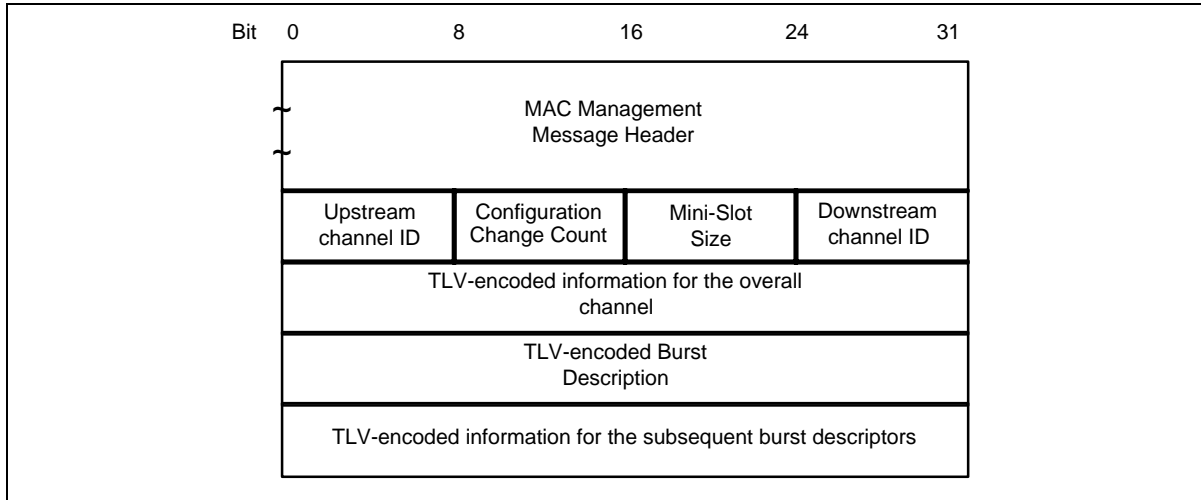 Bit 0 8 16 24 31
MAC Management
Message Header
Upstream channel ID
Configuration Change Count
Mini-Slot Size
Downstream channel ID
TLV-encoded information for the overall
channel
TLV-encoded Burst
Description
TLV-encoded information for the subsequent burst descriptors